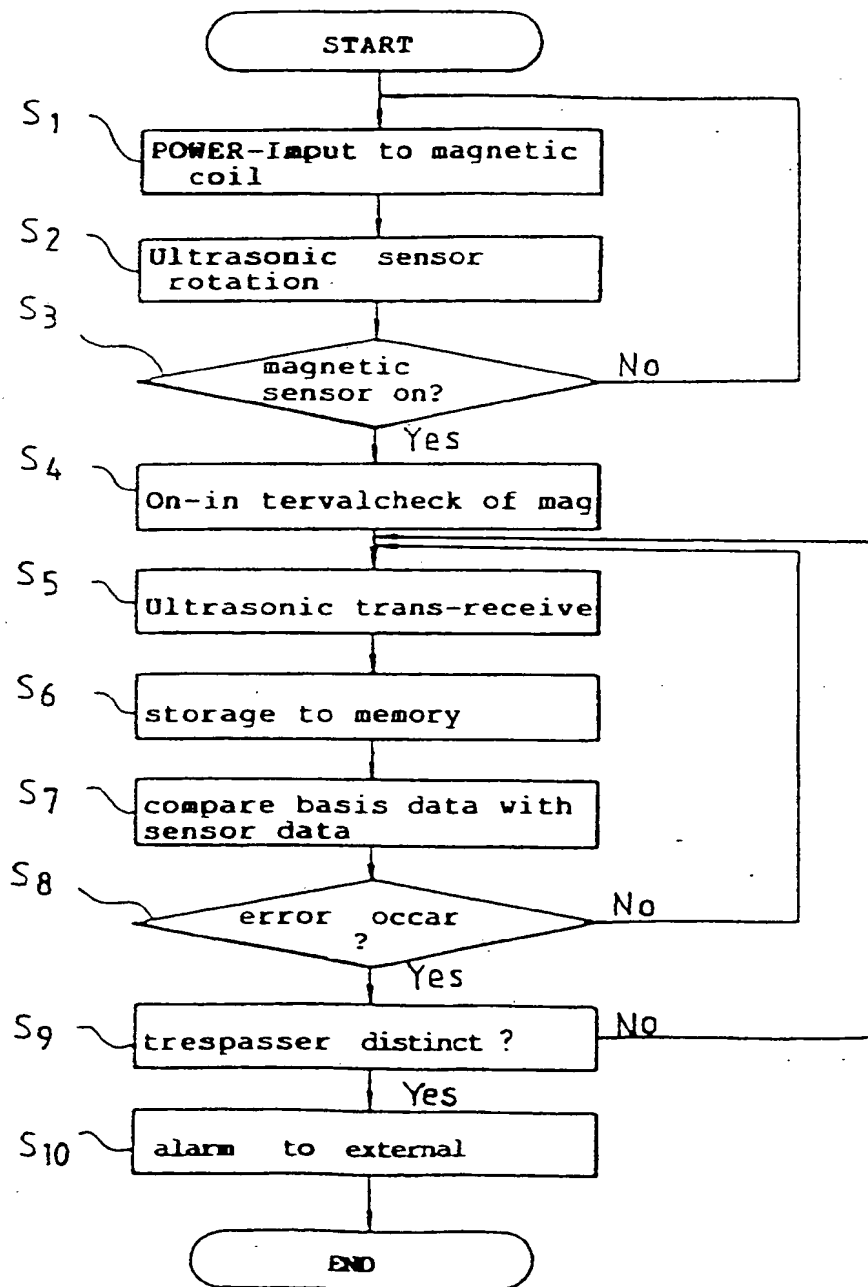 START
S1
POWER-Imput to magnetic
coil
S2
Ultrasonic sensor
rotation
S3
magnetic
sensor on?
No
Yes
S4
On-in tervalcheck of mag
S5
Ultrasonic trans-receive
S6
storage to memory
S7
compare basis data with
sensor data
S8
error occar
?
No
Yes
S9
trespasser distinct ?
No
Yes
S10
alarm to external
END